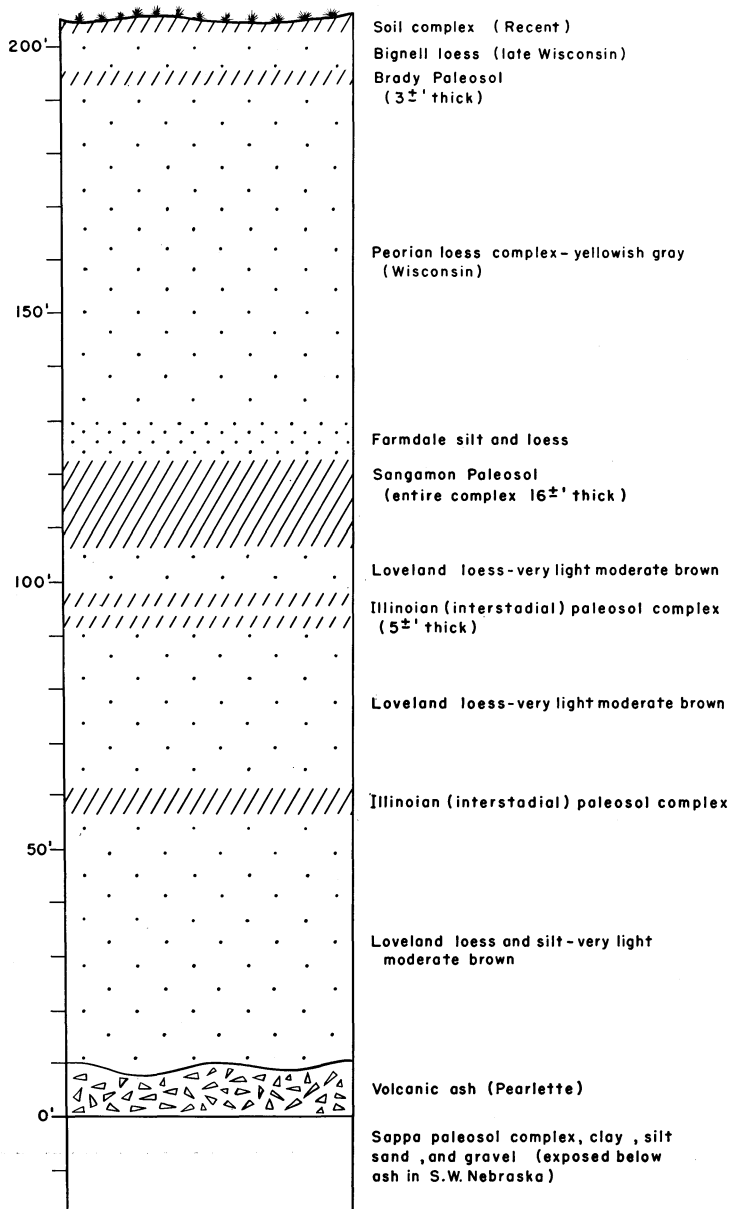 Soil complex (Recent)
200'
Bignell loess (late Wisconsin)
Brady Paleosol
(3±' thick)
Peorian loess complex - yellowish gray
(Wisconsin)
150'
Farmdale silt and loess
Sangamon Paleosol
(entire complex 16±' thick)
Loveland loess-very light moderate brown
100'
Illinoian (interstadial) paleosol complex
(5±' thick)
Loveland loess-very light moderate brown
Illinoian (interstadial) paleosol complex
50'
Loveland loess and silt-very light
moderate brown
Volcanic ash (Pearlette)
0'
Sappa paleosol complex, clay , silt
sand ,and gravel (exposed below
ash in S.W. Nebraska)